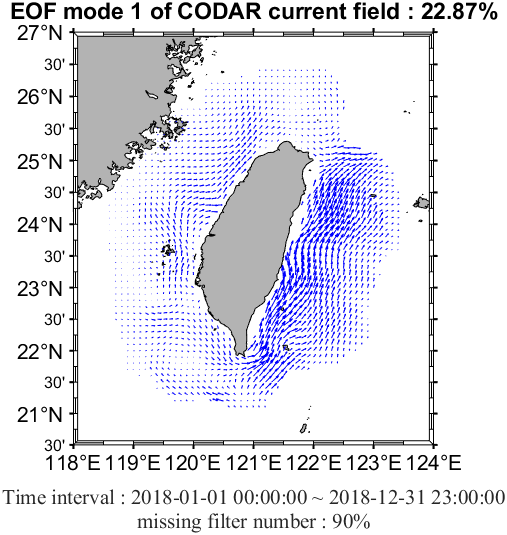 EOF mode 1 of CODAR current field : 22.87%
27°N
30'
26°N
30'
25°N
30'
24°N
30'
23°N
30'
22°N
30'
21°N
30'
118°E 119°E 120°E 121°E 122°E 123°E 124°E
Time interval : 2018-01-01 00:00:00 ~ 2018-12-31 23:00:00
missing filter number : 90%